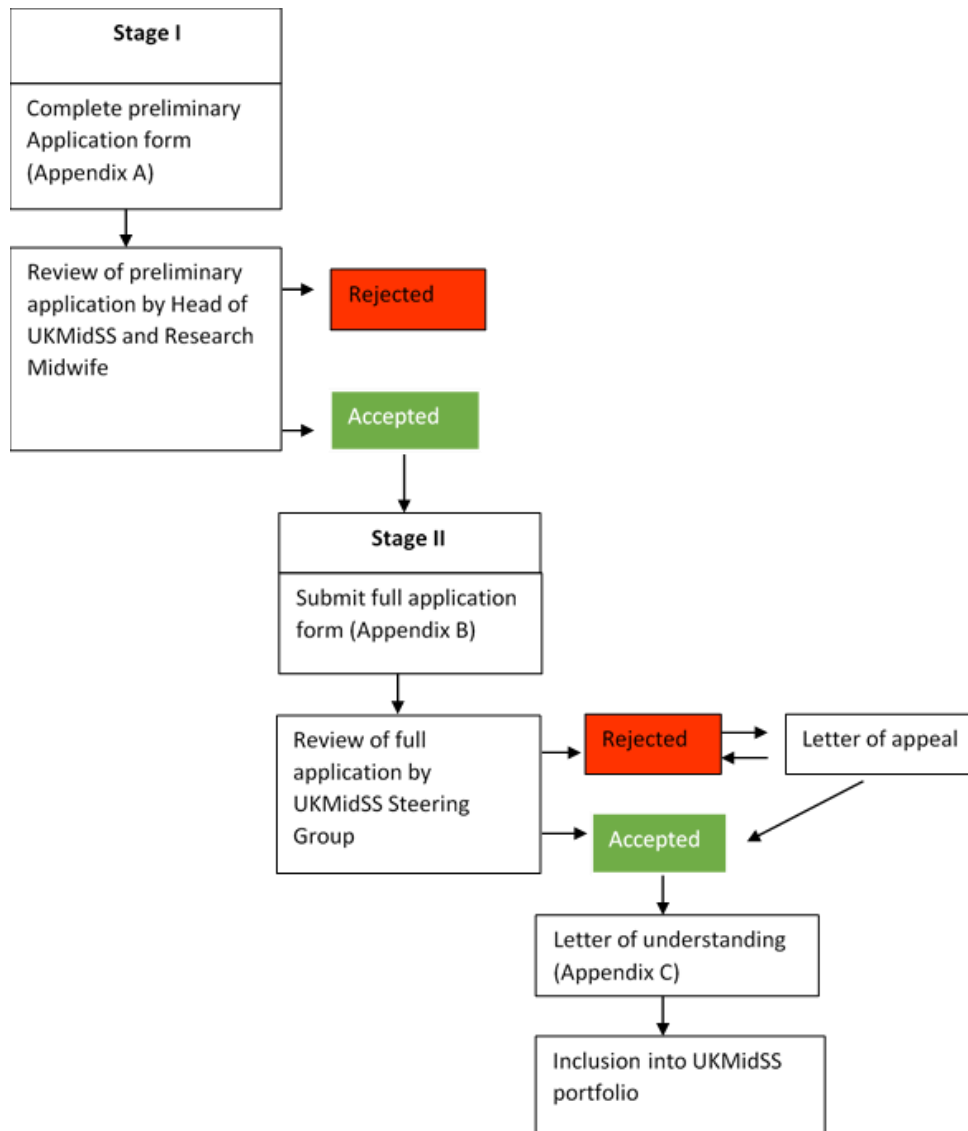 Stage I
Complete preliminary
Application form
(Appendix A)
Review of preliminary
application by Head of
UKMidSS and Research
Midwife
Rejected
Accepted
Stage II
Submit full application
form (Appendix B)
Review of full
application by
UKMidSS Steering
Group
Rejected
Letter of appeal
Accepted
Letter of understanding
(Appendix C)
Inclusion into UKMidSS
portfolio